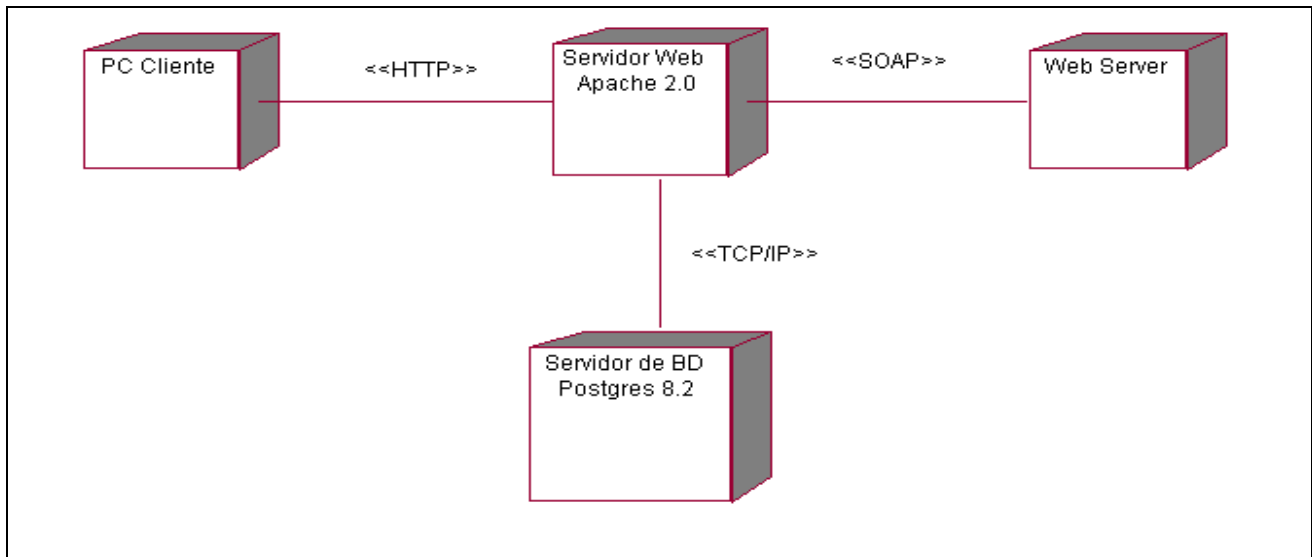 PC Cliente
<<HTTP>>
Servidor Web
Apache 2.0
<<SOAP>>
Web Server
<<TCP/IP>>
Servidor de BD
Postgres 8.2